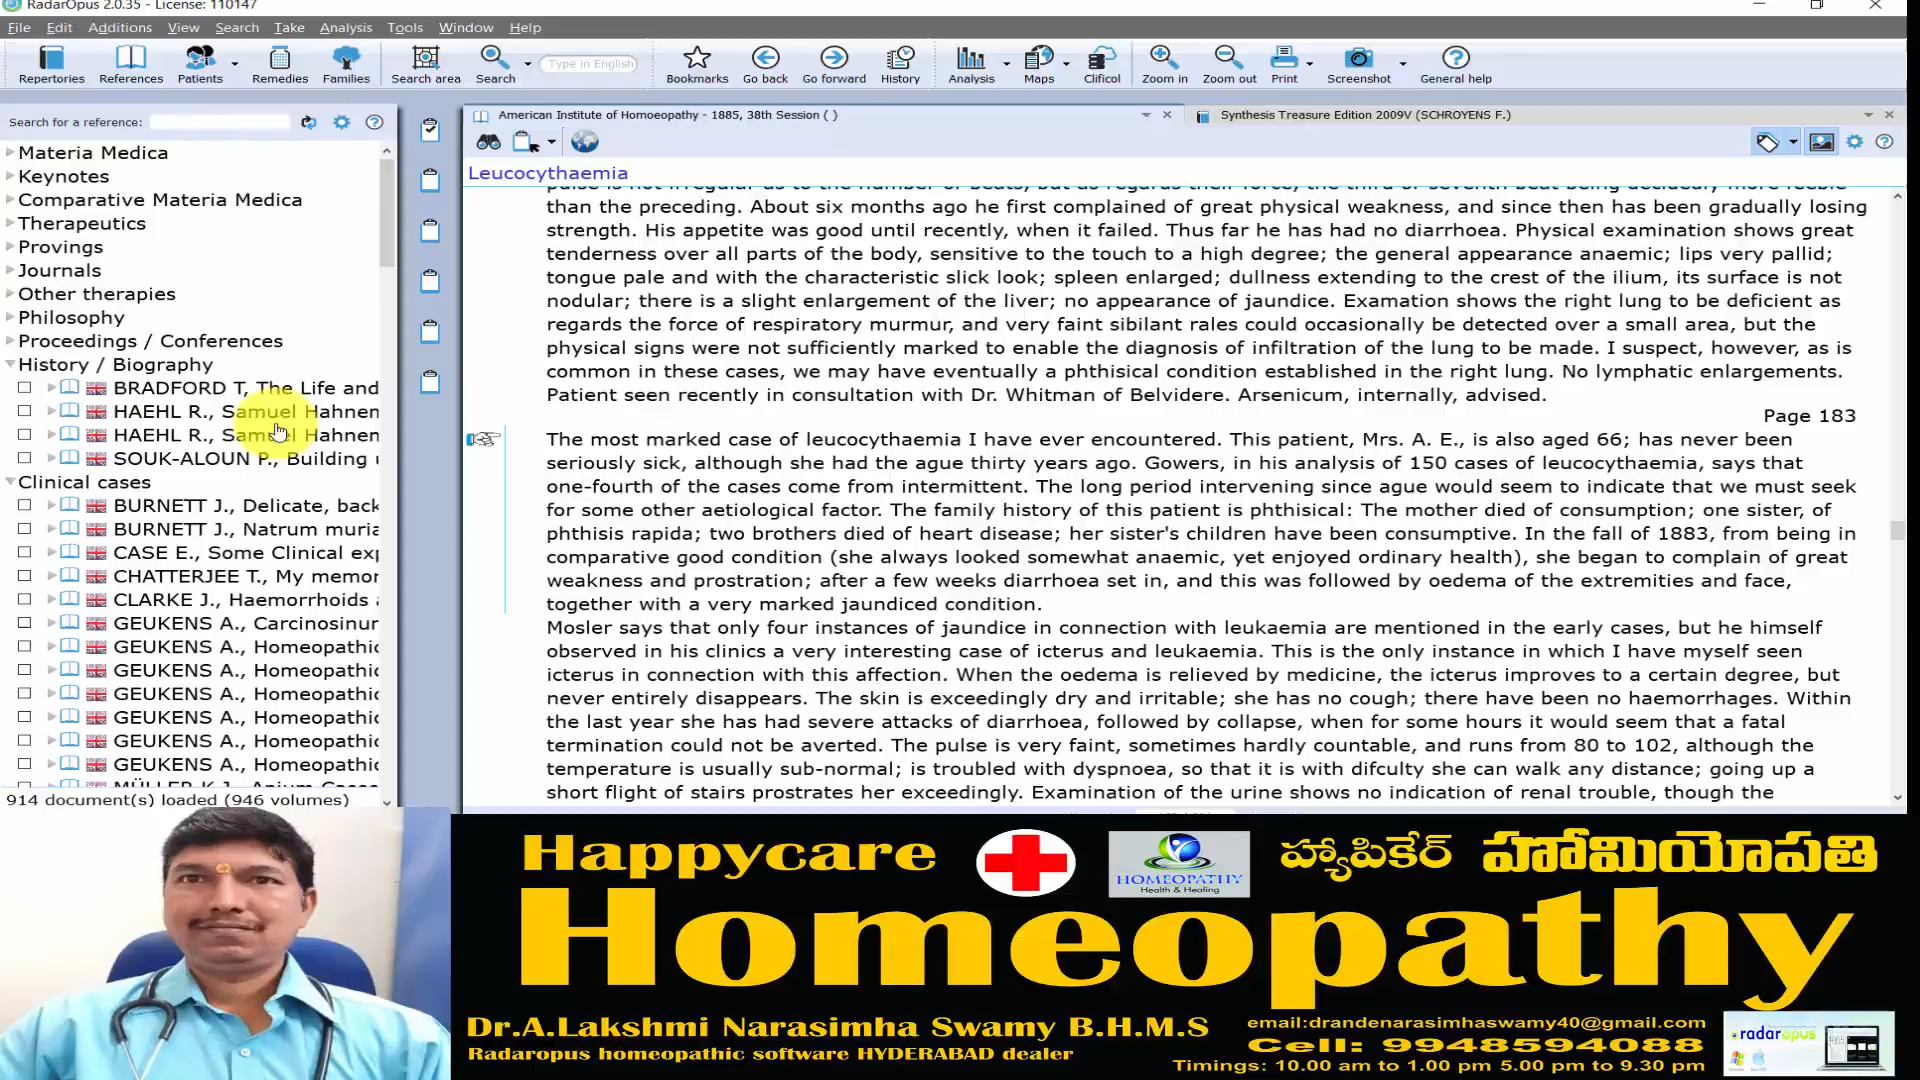 RadarOpus 2.0.35 - License: 110147
File Edit Additions View Search Take Analysis Tools Window Help
Repertories References Patients Remedies Families Search area Search Type in English Bookmarks Go back Go forward History Analysis Maps Clificol Zoom in Zoom out Print Screenshot General help
Search for a reference:
Materia Medica
Keynotes
Comparative Materia Medica
Therapeutics
Provings
Journals
Other therapies
Philosophy
Proceedings / Conferences
History / Biography
BRADFORD T, The Life and
HAEHL R., Samuel Hahnen
HAEHL R., Samuel Hahnen
SOUK-ALOUN P., Building
Clinical cases
BURNETT J., Delicate, back
BURNETT J., Natrum muria
CASE E., Some Clinical exp
CHATTERJEE T., My memor
CLARKE J., Haemorrhoids
GEUKENS A., Carcinosinur
GEUKENS A., Homeopathic
GEUKENS A., Homeopathic
GEUKENS A., Homeopathic
GEUKENS A., Homeopathic
GEUKENS A., Homeopathic
GEUKENS A., Homeopathic
914 document(s) loaded (946 volumes)
American Institute of Homoeopathy - 1885, 38th Session ( )
Synthesis Treasure Edition 2009V (SCHROYENS F.)
Leucocythaemia
pulse is not irregular as to the number of beats, but as regards their force, the third or seventh beat being decidedly more feeble
than the preceding. About six months ago he first complained of great physical weakness, and since then has been gradually losing
strength. His appetite was good until recently, when it failed. Thus far he has had no diarrhoea. Physical examination shows great
tenderness over all parts of the body, sensitive to the touch to a high degree; the general appearance anaemic; lips very pallid;
tongue pale and with the characteristic slick look; spleen enlarged; dullness extending to the crest of the ilium, its surface is not
nodular; there is a slight enlargement of the liver; no appearance of jaundice. Examation shows the right lung to be deficient as
regards the force of respiratory murmur, and very faint sibilant rales could occasionally be detected over a small area, but the
physical signs were not sufficiently marked to enable the diagnosis of infiltration of the lung to be made. I suspect, however, as is
common in these cases, we may have eventually a phthisical condition established in the right lung. No lymphatic enlargements.
Patient seen recently in consultation with Dr. Whitman of Belvidere. Arsenicum, internally, advised.
Page 183
The most marked case of leucocythaemia I have ever encountered. This patient, Mrs. A. E., is also aged 66; has never been
seriously sick, although she had the ague thirty years ago. Gowers, in his analysis of 150 cases of leucocythaemia, says that
one-fourth of the cases come from intermittent. The long period intervening since ague would seem to indicate that we must seek
for some other aetiological factor. The family history of this patient is phthisical: The mother died of consumption; one sister, of
phthisis rapida; two brothers died of heart disease; her sister's children have been consumptive. In the fall of 1883, from being in
comparative good condition (she always looked somewhat anaemic, yet enjoyed ordinary health), she began to complain of great
weakness and prostration; after a few weeks diarrhoea set in, and this was followed by oedema of the extremities and face,
together with a very marked jaundiced condition.
Mosler says that only four instances of jaundice in connection with leukaemia are mentioned in the early cases, but he himself
observed in his clinics a very interesting case of icterus and leukaemia. This is the only instance in which I have myself seen
icterus in connection with this affection. When the oedema is relieved by medicine, the icterus improves to a certain degree, but
never entirely disappears. The skin is exceedingly dry and irritable; she has no cough; there have been no haemorrhages. Within
the last year she has had severe attacks of diarrhoea, followed by collapse, when for some hours it would seem that a fatal
termination could not be averted. The pulse is very faint, sometimes hardly countable, and runs from 80 to 102, although the
temperature is usually sub-normal; is troubled with dyspnoea, so that it is with difculty she can walk any distance; going up a
short flight of stairs prostrates her exceedingly. Examination of the urine shows no indication of renal trouble, though the
Happycare
HOMEOPATHY
Health & Healing
హ్యాపికేర్ హోమియోపతి
Homeopathy
Dr.A.Lakshmi Narasimha Swamy B.H.M.S
Radaropus homeopathic software HYDERABAD dealer
email:drandenarasimhaswamy40@gmail.com
Cell: 9948594088
Timings: 10.00 am to 1.00 pm 5.00 pm to 9.30 pm
radaropus